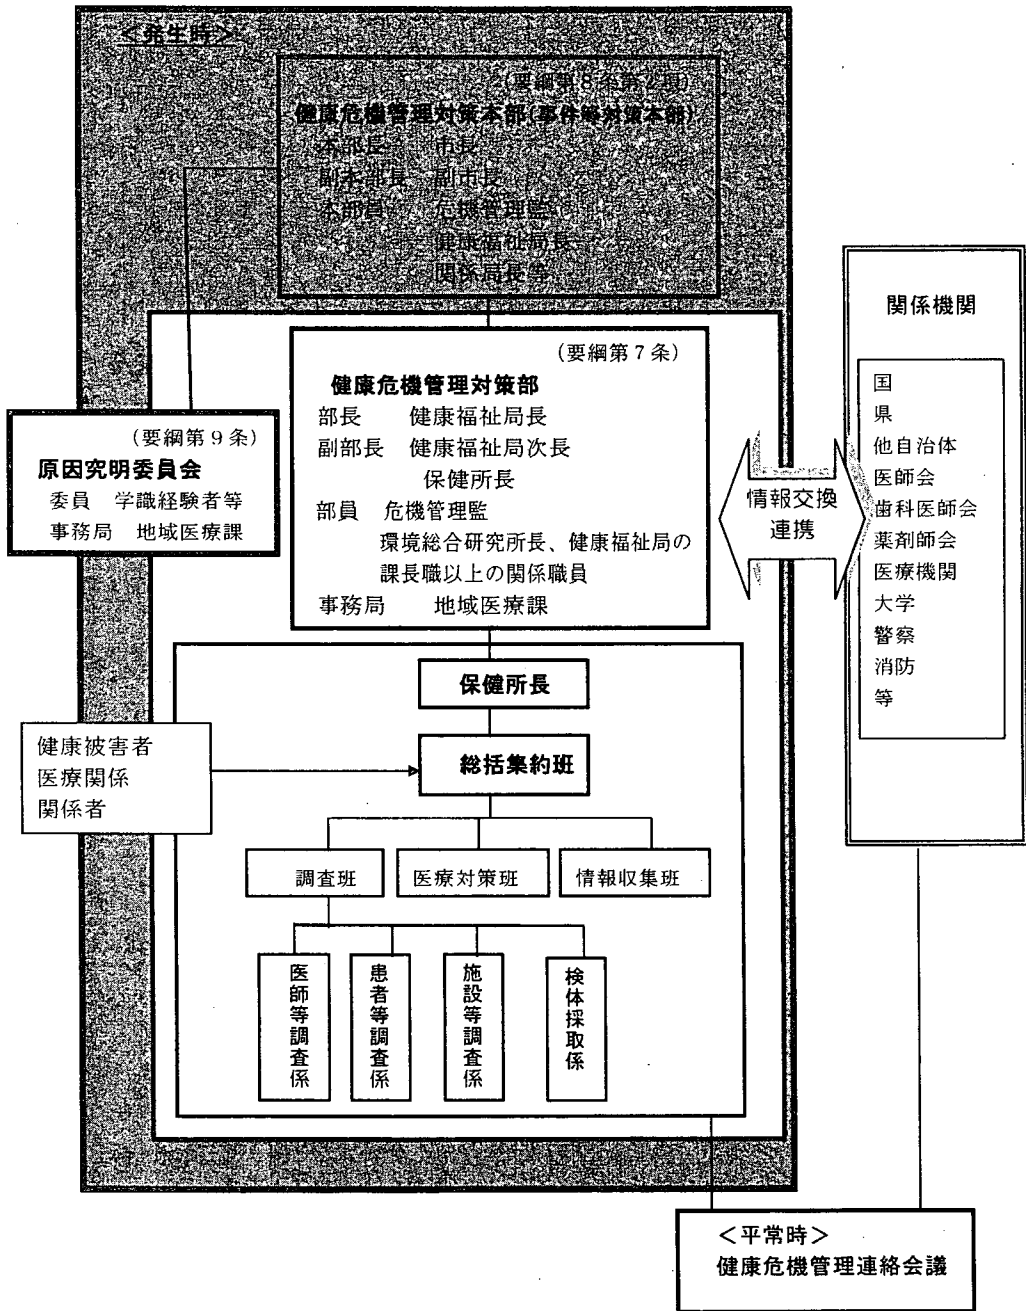 ＜発生時＞
（要綱第８条第２項）
健康危機管理対策本部(事件等対策本部)
本部長　市長
副本部長　副市長
本部員　危機管理監
健康福祉局長
関係局長等
（要綱第７条）
健康危機管理対策部
部長　健康福祉局長
副部長　健康福祉局次長
保健所長
部員　危機管理監
環境総合研究所長、健康福祉局の
課長職以上の関係職員
事務局　地域医療課
（要綱第９条）
原因究明委員会
委員　学識経験者等
事務局　地域医療課
情報交換
連携
関係機関
国
県
他自治体
医師会
歯科医師会
薬剤師会
医療機関
大学
警察
消防
等
保健所長
総括集約班
健康被害者
医療関係
関係者
調査班
医療対策班
情報収集班
医師等調査係
患者等調査係
施設等調査係
検体採取係
＜平常時＞
健康危機管理連絡会議